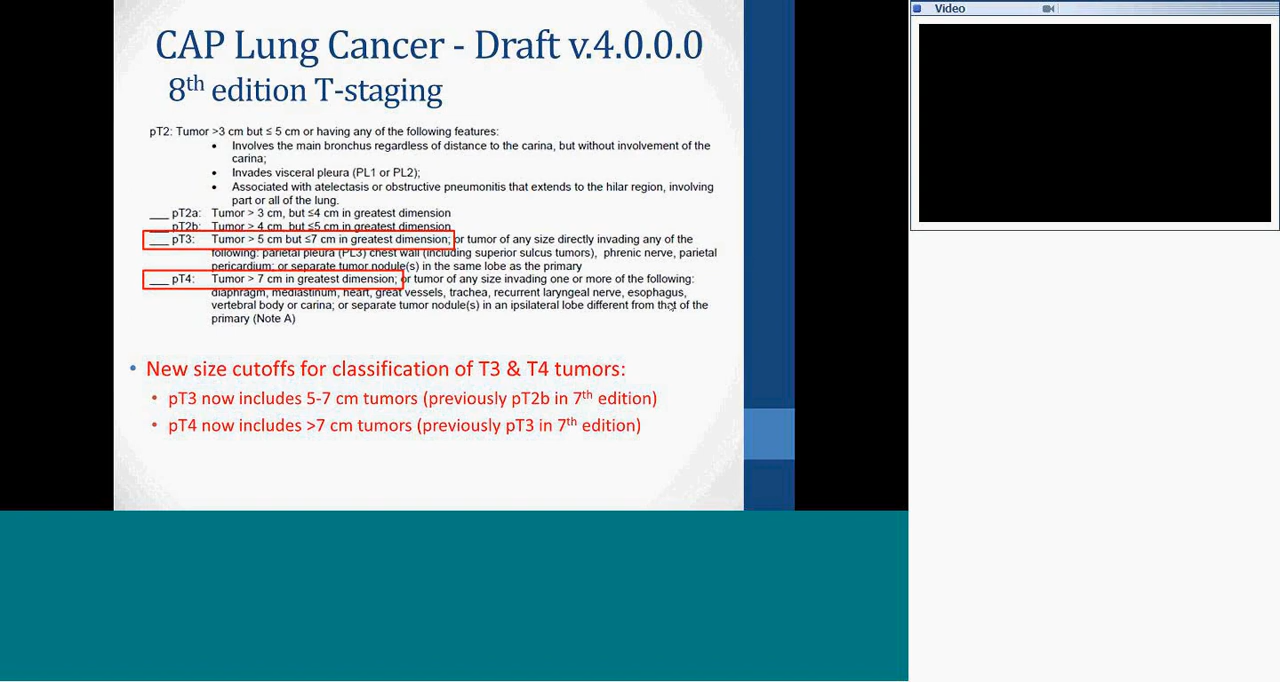 CAP Lung Cancer - Draft v.4.0.0.0
8th edition T-staging
pT2: Tumor >3 cm but ≤ 5 cm or having any of the following features:
• Involves the main bronchus regardless of distance to the carina, but without involvement of the
carina;
• Invades visceral pleura (PL1 or PL2);
• Associated with atelectasis or obstructive pneumonitis that extends to the hilar region, involving
part or all of the lung.
___ pT2a: Tumor > 3 cm, but ≤4 cm in greatest dimension
___ pT2b: Tumor > 4 cm, but ≤5 cm in greatest dimension
___ pT3: Tumor > 5 cm but ≤7 cm in greatest dimension; or tumor of any size directly invading any of the
following: parietal pleura (PL3) chest wall (including superior sulcus tumors), phrenic nerve, parietal
pericardium; or separate tumor nodule(s) in the same lobe as the primary
___ pT4: Tumor > 7 cm in greatest dimension; or tumor of any size invading one or more of the following:
diaphragm, mediastinum, heart, great vessels, trachea, recurrent laryngeal nerve, esophagus,
vertebral body or carina; or separate tumor nodule(s) in an ipsilateral lobe different from that of the
primary (Note A)
• New size cutoffs for classification of T3 & T4 tumors:
• pT3 now includes 5-7 cm tumors (previously pT2b in 7th edition)
• pT4 now includes >7 cm tumors (previously pT3 in 7th edition)
Video